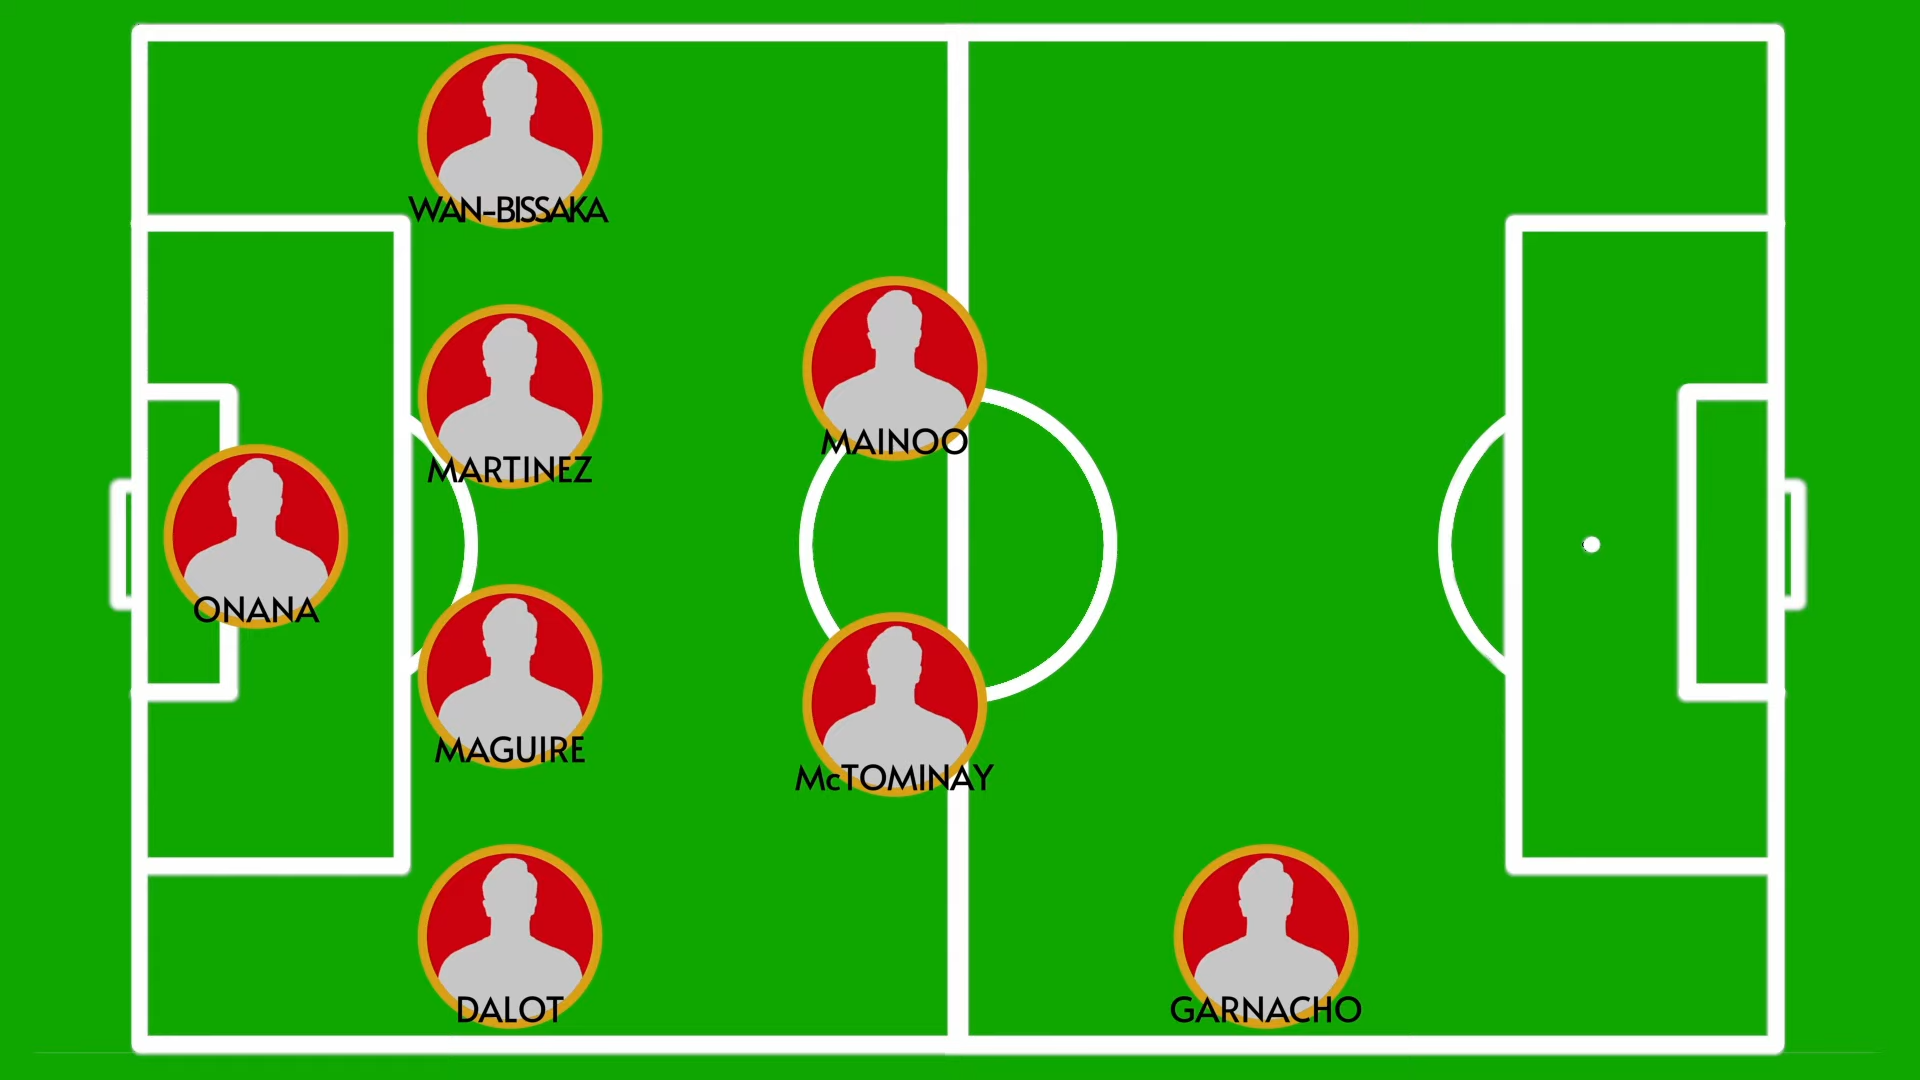 WAN-BISSAKA
MAINOO
MARTINEZ
ONANA
MAGUIRE
McTOMINAY
DALOT
GARNACHO